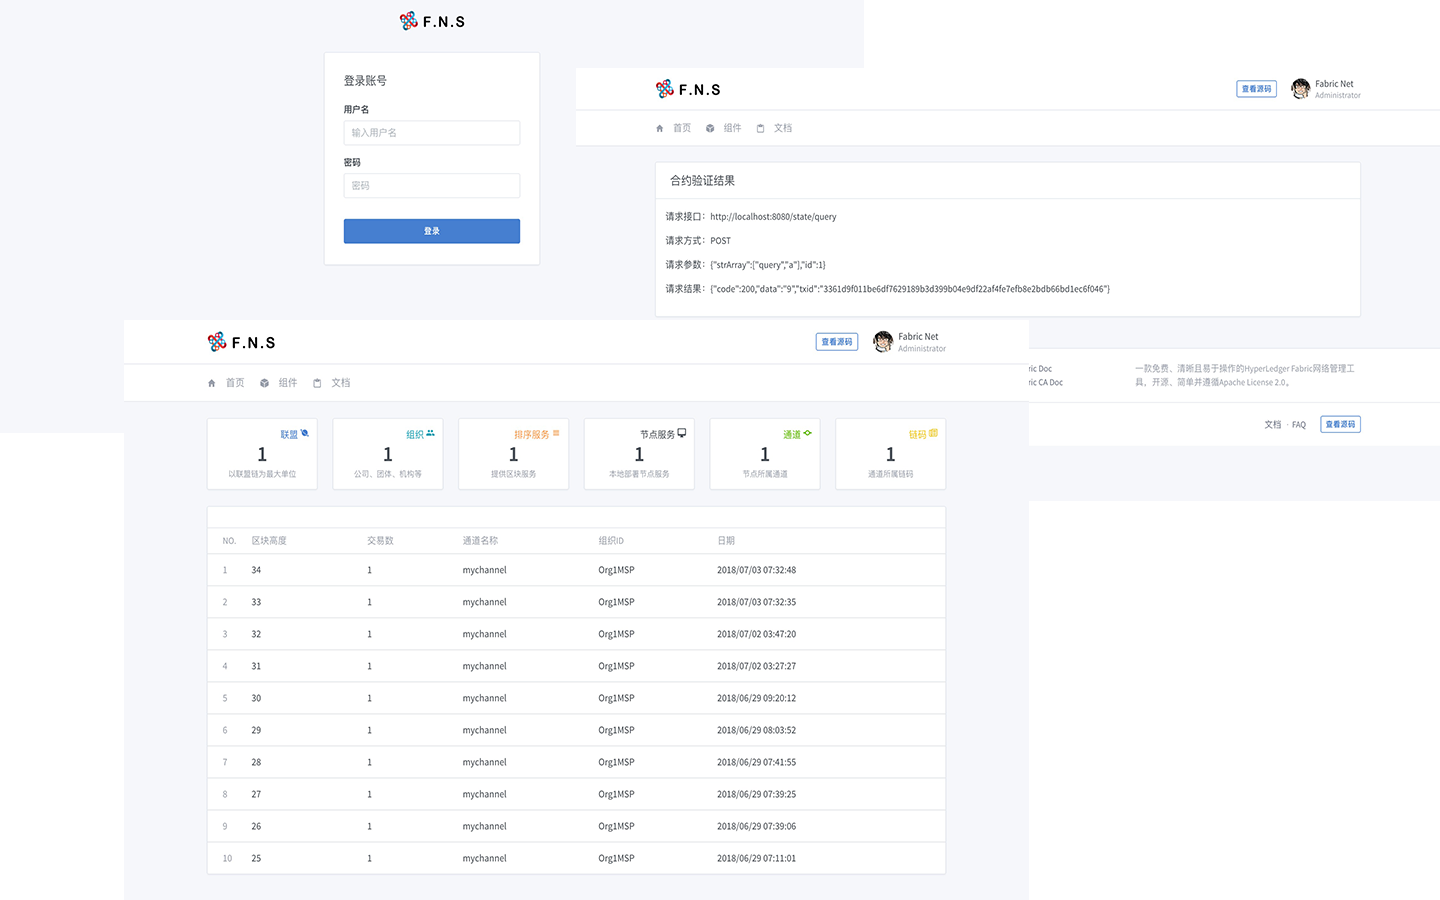 F.N.S
登录账号
用户名
输入用户名
密码
密码
登录
F.N.S
查看源码
Fabric Net
Administrator
首页 组件 文档
合约验证结果
请求接口：http://localhost:8080/state/query
请求方式：POST
请求参数：{"strArray":["query","a"],"id":1}
请求结果：{"code":200,"data":"9","txid":"3361d9f011be6df7629189b3d399b04e9df22af4fe7efb8e2bdb66bd1ec6f046"}
ric Doc
ric CA Doc
一款免费、清晰且易于操作的HyperLedger Fabric网络管理工
具，开源、简单并遵循Apache License 2.0。
文档 · FAQ 查看源码
F.N.S
查看源码
Fabric Net
Administrator
首页 组件 文档
联盟
1
以联盟链为最大单位
组织
1
公司、团体、机构等
排序服务
1
提供区块服务
节点服务
1
本地部署节点服务
通道
1
节点所属通道
链码
1
通道所属链码
NO. 区块高度 交易数 通道名称 组织ID 日期
1 34 1 mychannel Org1MSP 2018/07/03 07:32:48
2 33 1 mychannel Org1MSP 2018/07/03 07:32:35
3 32 1 mychannel Org1MSP 2018/07/02 03:47:20
4 31 1 mychannel Org1MSP 2018/07/02 03:27:27
5 30 1 mychannel Org1MSP 2018/06/29 09:20:12
6 29 1 mychannel Org1MSP 2018/06/29 08:03:52
7 28 1 mychannel Org1MSP 2018/06/29 07:41:55
8 27 1 mychannel Org1MSP 2018/06/29 07:39:25
9 26 1 mychannel Org1MSP 2018/06/29 07:39:06
10 25 1 mychannel Org1MSP 2018/06/29 07:11:01